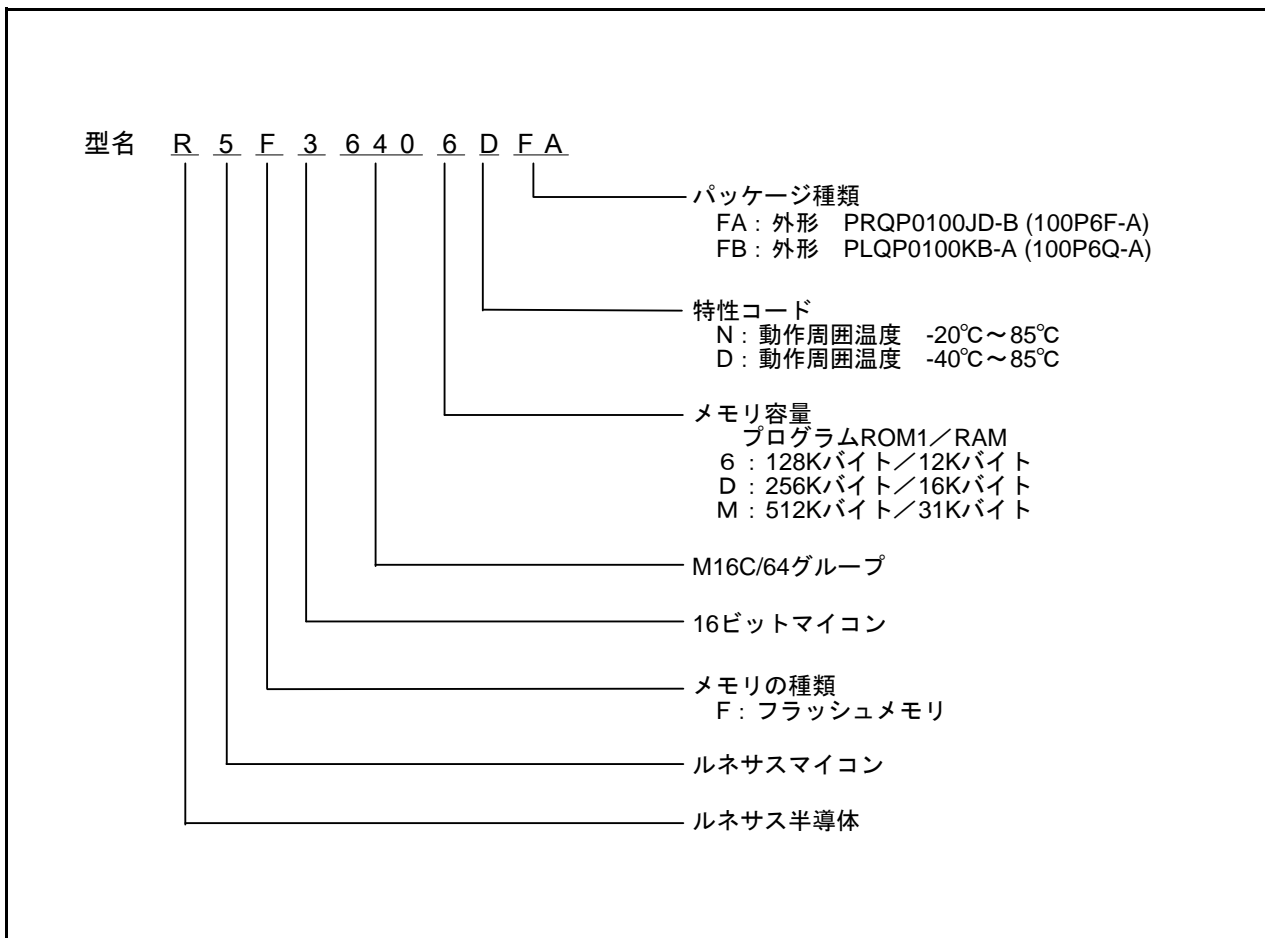 型名 R 5 F 3 6 4 0 6 D F A
パッケージ種類
FA : 外形 PRQP0100JD-B (100P6F-A)
FB : 外形 PLQP0100KB-A (100P6Q-A)
特性コード
N : 動作周囲温度 -20℃～85℃
D : 動作周囲温度 -40℃～85℃
メモリ容量
プログラムROM1／RAM
6 : 128Kバイト／12Kバイト
D : 256Kバイト／16Kバイト
M : 512Kバイト／31Kバイト
M16C/64グループ
16ビットマイコン
メモリの種類
F : フラッシュメモリ
ルネサスマイコン
ルネサス半導体